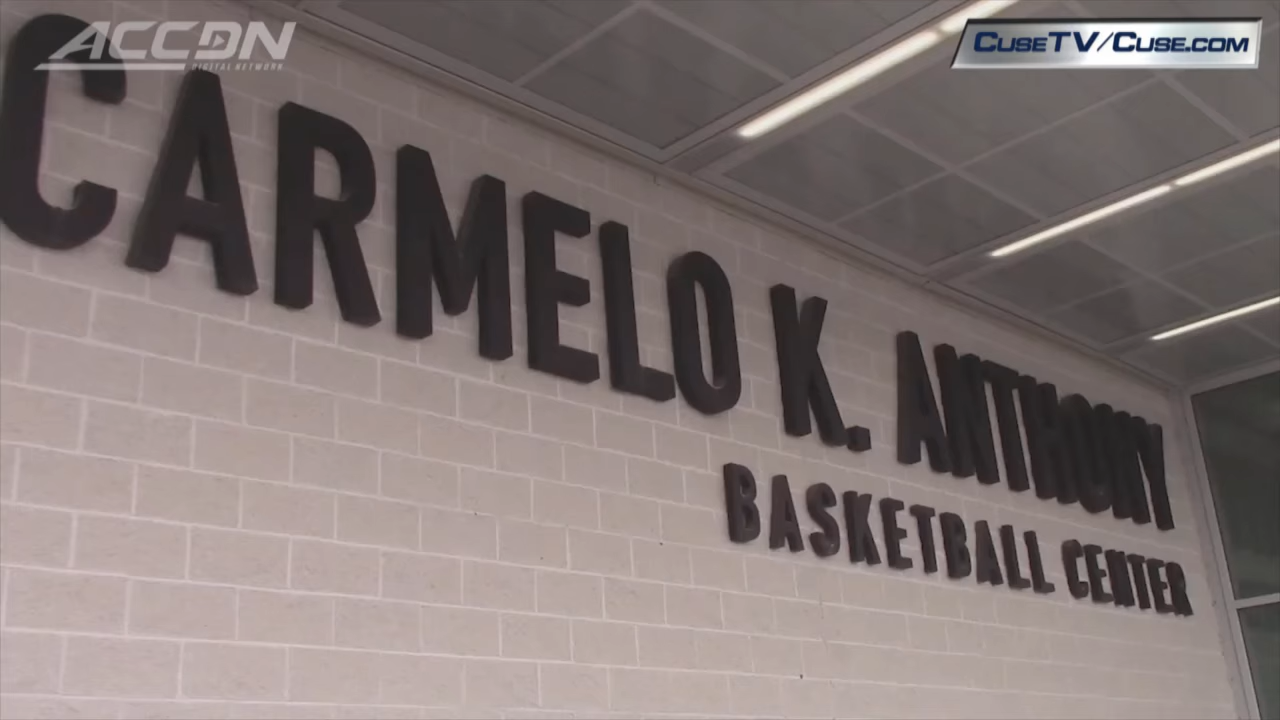 ACCDN
DIGITAL NETWORK
CuseTV/Cuse.com
CARMELO K. ANTHONY
BASKETBALL CENTER